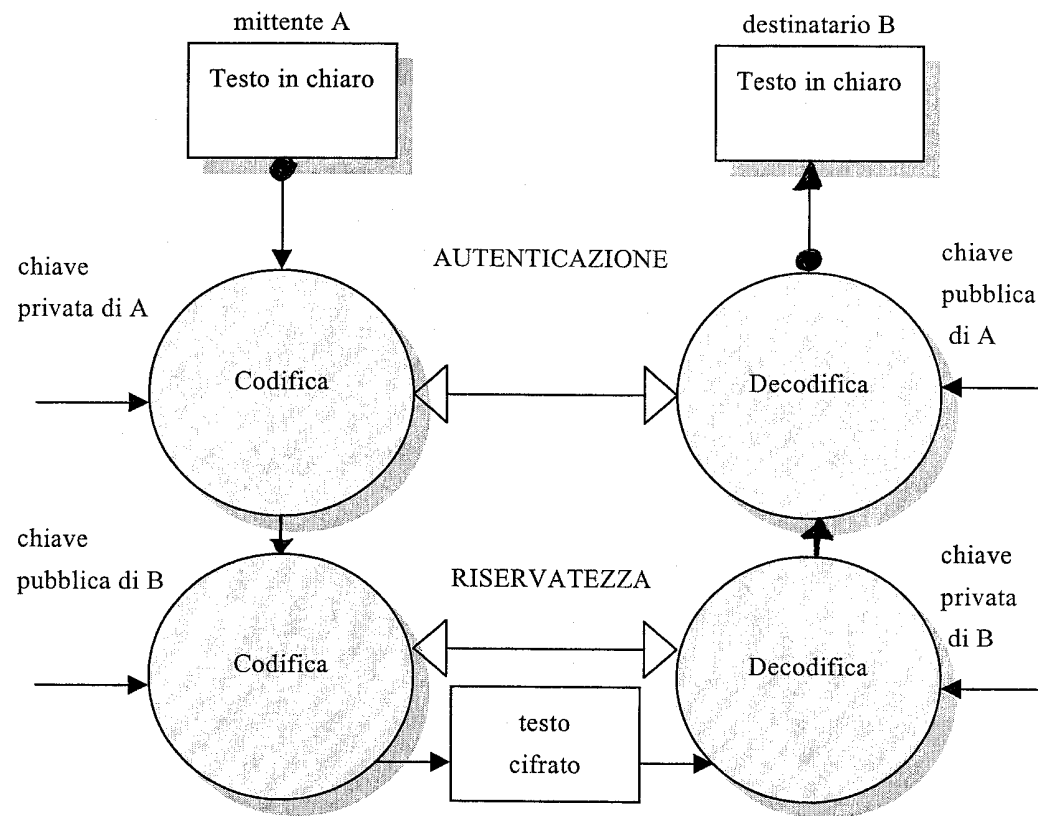 mittente A
destinatario B
Testo in chiaro
Testo in chiaro
AUTENTICAZIONE
chiave
privata di A
chiave
pubblica
di A
Codifica
Decodifica
chiave
pubblica di B
RISERVATEZZA
chiave
privata
di B
Codifica
Decodifica
testo
cifrato